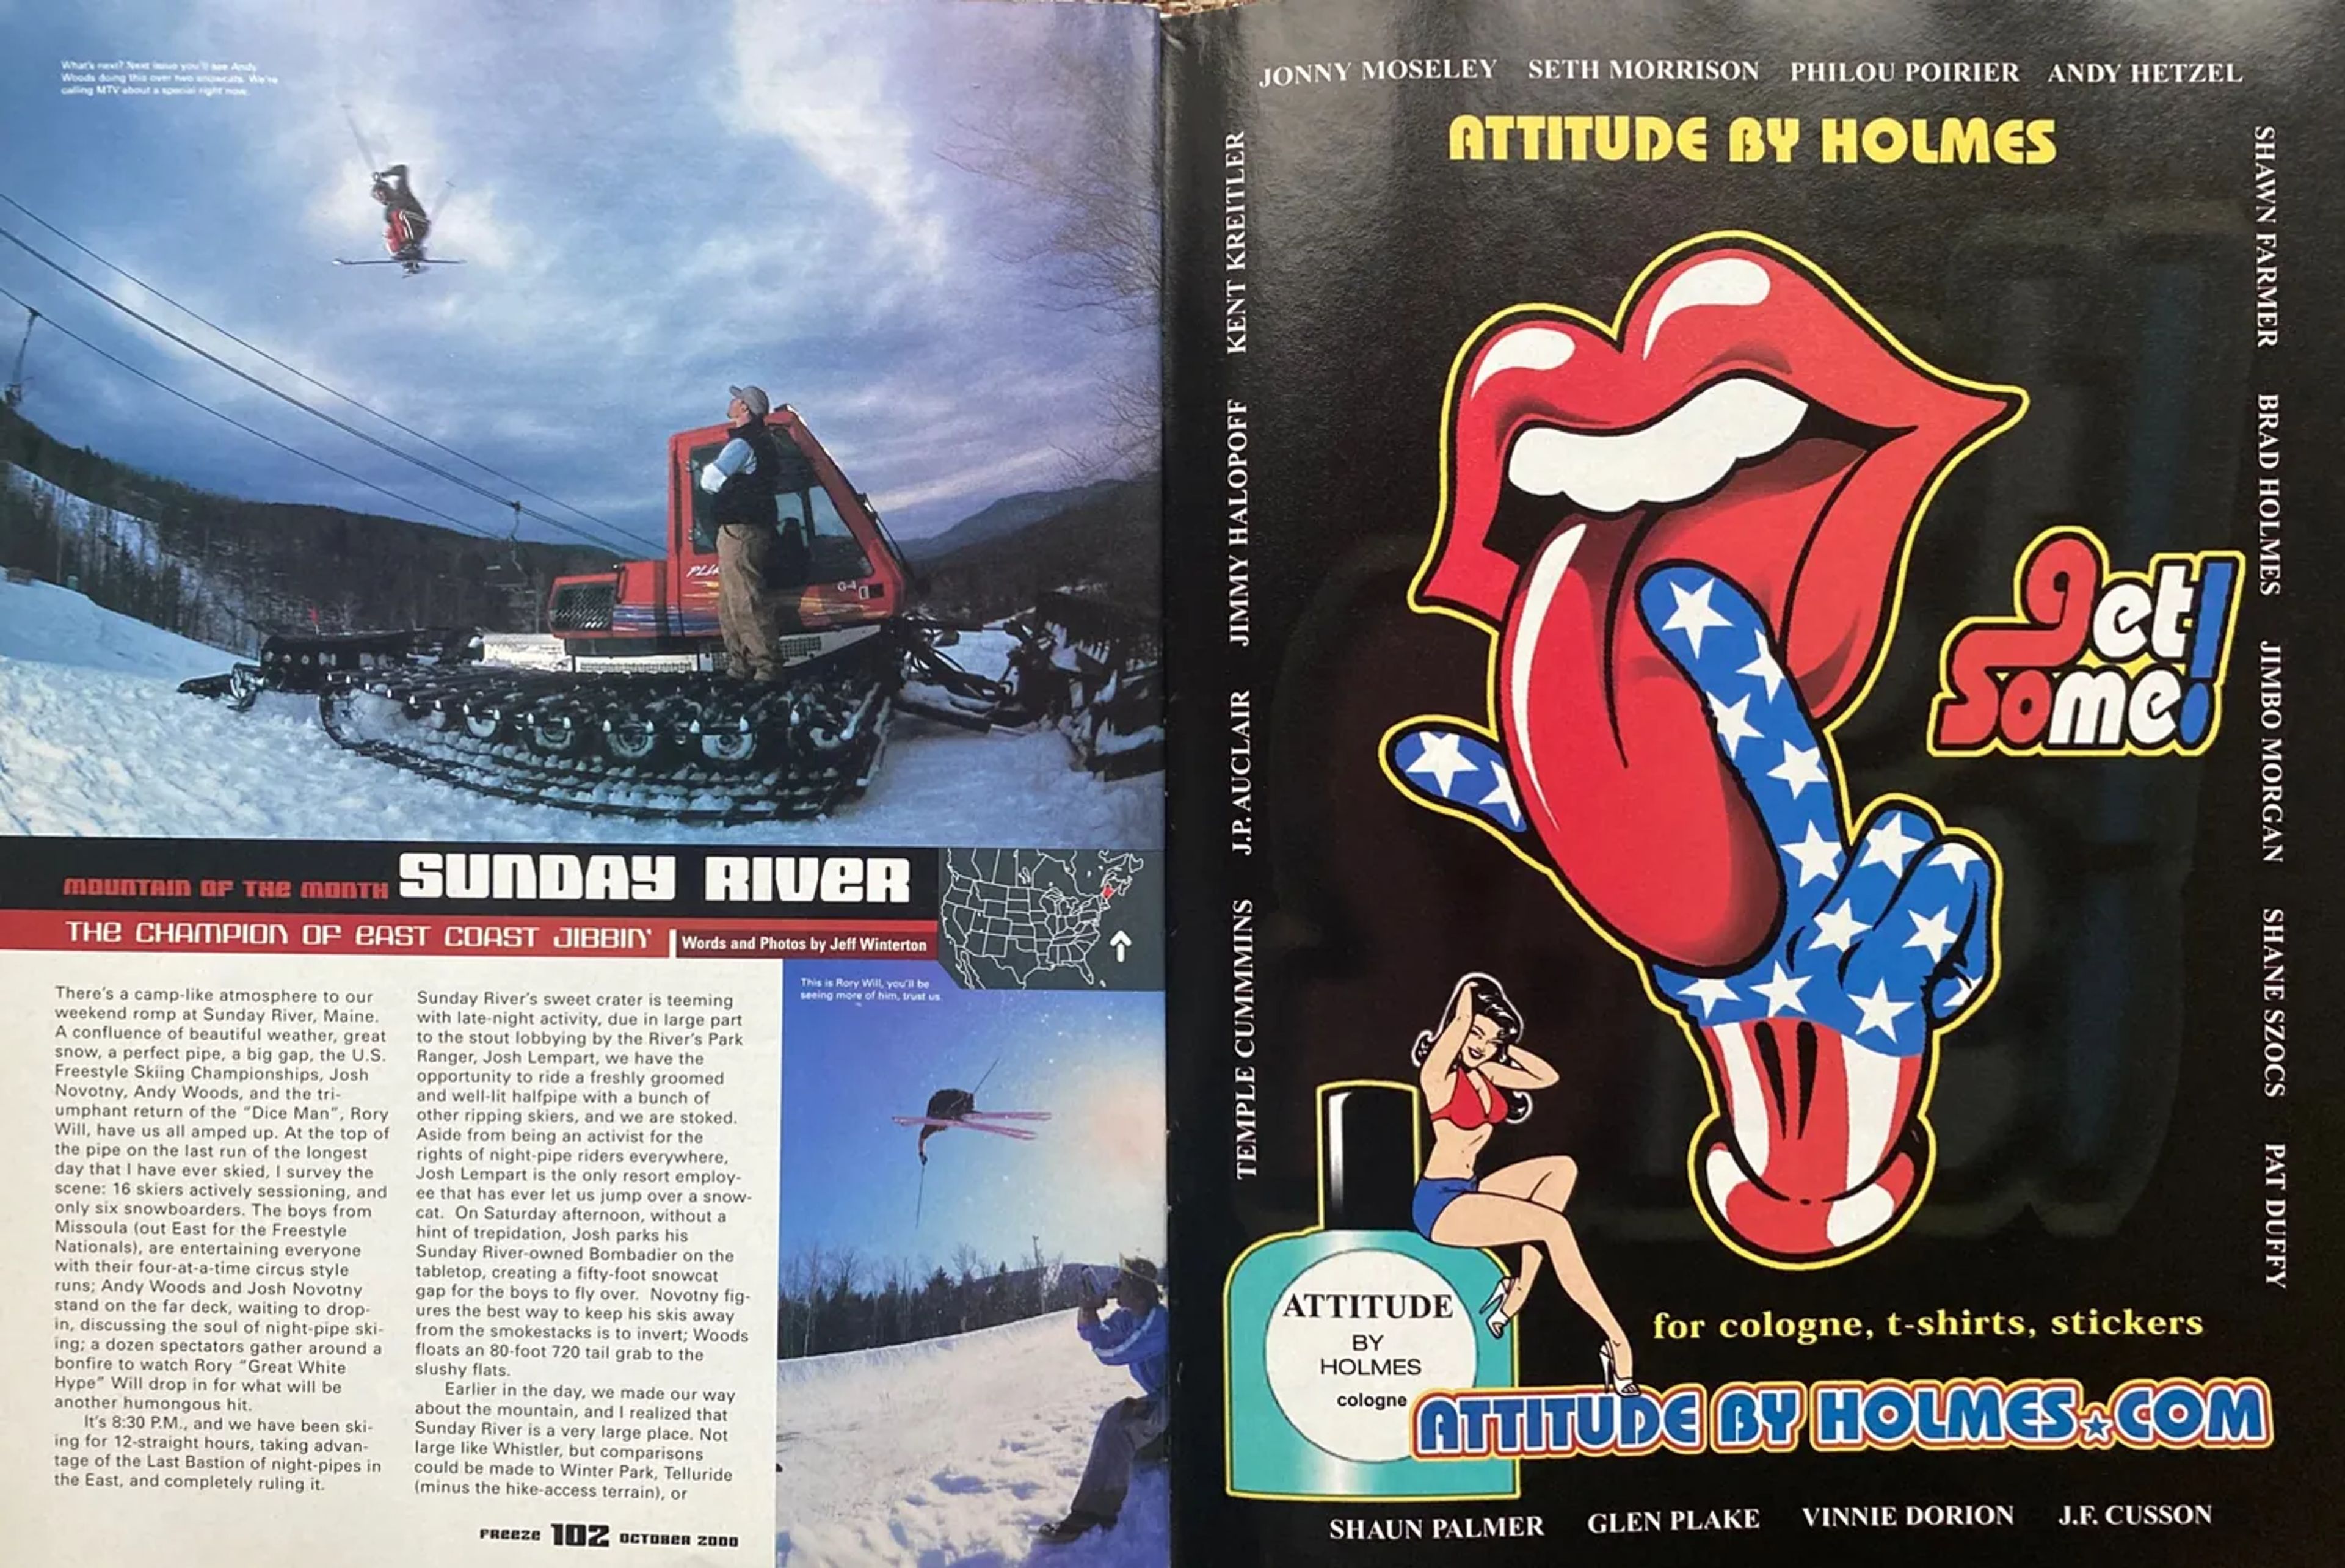 What's next? Next issue you'll see Andy
Woods doing this over two snowcats. We're
calling MTV about a special right now.
PLUS
G-4
MOUNTAIN OF THE MONTH SUNDAY RIVER
THE CHAMPION OF EAST COAST JIBBIN' Words and Photos by Jeff Winterton
There's a camp-like atmosphere to our
weekend romp at Sunday River, Maine.
A confluence of beautiful weather, great
snow, a perfect pipe, a big gap, the U.S.
Freestyle Skiing Championships, Josh
Novotny, Andy Woods, and the tri-
umphant return of the "Dice Man", Rory
Will, have us all amped up. At the top of
the pipe on the last run of the longest
day that I have ever skied, I survey the
scene: 16 skiers actively sessioning, and
only six snowboarders. The boys from
Missoula (out East for the Freestyle
Nationals), are entertaining everyone
with their four-at-a-time circus style
runs; Andy Woods and Josh Novotny
stand on the far deck, waiting to drop-
in, discussing the soul of night-pipe ski-
ing; a dozen spectators gather around a
bonfire to watch Rory "Great White
Hype" Will drop in for what will be
another humongous hit.
It's 8:30 P.M., and we have been ski-
ing for 12-straight hours, taking advan-
tage of the Last Bastion of night-pipes in
the East, and completely ruling it.
Sunday River's sweet crater is teeming
with late-night activity, due in large part
to the stout lobbying by the River's Park
Ranger, Josh Lempart, we have the
opportunity to ride a freshly groomed
and well-lit halfpipe with a bunch of
other ripping skiers, and we are stoked.
Aside from being an activist for the
rights of night-pipe riders everywhere,
Josh Lempart is the only resort employ-
ee that has ever let us jump over a snow-
cat. On Saturday afternoon, without a
hint of trepidation, Josh parks his
Sunday River-owned Bombadier on the
tabletop, creating a fifty-foot snowcat
gap for the boys to fly over. Novotny fig-
ures the best way to keep his skis away
from the smokestacks is to invert; Woods
floats an 80-foot 720 tail grab to the
slushy flats.
Earlier in the day, we made our way
about the mountain, and I realized that
Sunday River is a very large place. Not
large like Whistler, but comparisons
could be made to Winter Park, Telluride
(minus the hike-access terrain), or
This is Rory Will, you'll be
seeing more of him, trust us.
FREEZE 102 OCTOBER 2000
JONNY MOSELEY SETH MORRISON PHILOU POIRIER ANDY HETZEL
ATTITUDE BY HOLMES
TEMPLE CUMMINS J.P. AUCLAIR JIMMY HALOPOFF KENT KREITLER
SHAWN FARMER BRAD HOLMES JIMBO MORGAN SHANE SZOCS PAT DUFFY
get
Some!
ATTITUDE
BY
HOLMES
cologne
for cologne, t-shirts, stickers
ATTITUDE BY HOLMES★COM
SHAUN PALMER GLEN PLAKE VINNIE DORION J.F. CUSSON